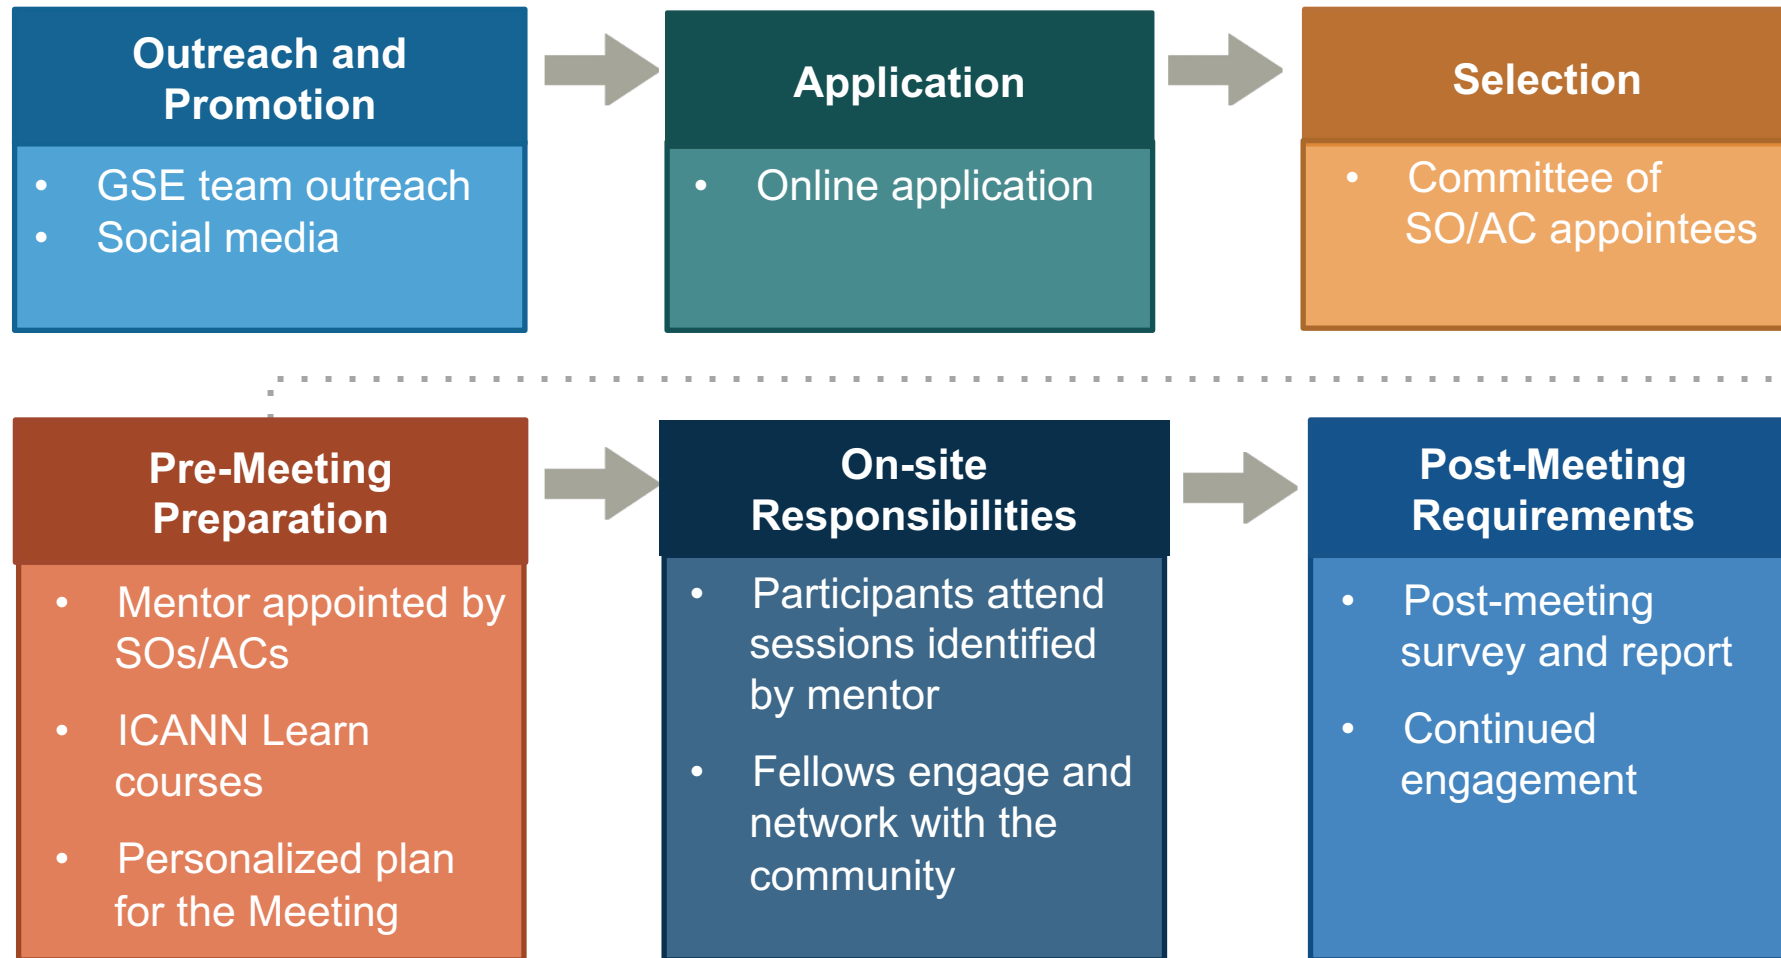 Outreach and
Promotion
• GSE team outreach
• Social media
Application
• Online application
Selection
• Committee of
SO/AC appointees
Pre-Meeting
Preparation
• Mentor appointed by
SOs/ACs
• ICANN Learn
courses
• Personalized plan
for the Meeting
On-site
Responsibilities
• Participants attend
sessions identified
by mentor
• Fellows engage and
network with the
community
Post-Meeting
Requirements
• Post-meeting
survey and report
• Continued
engagement